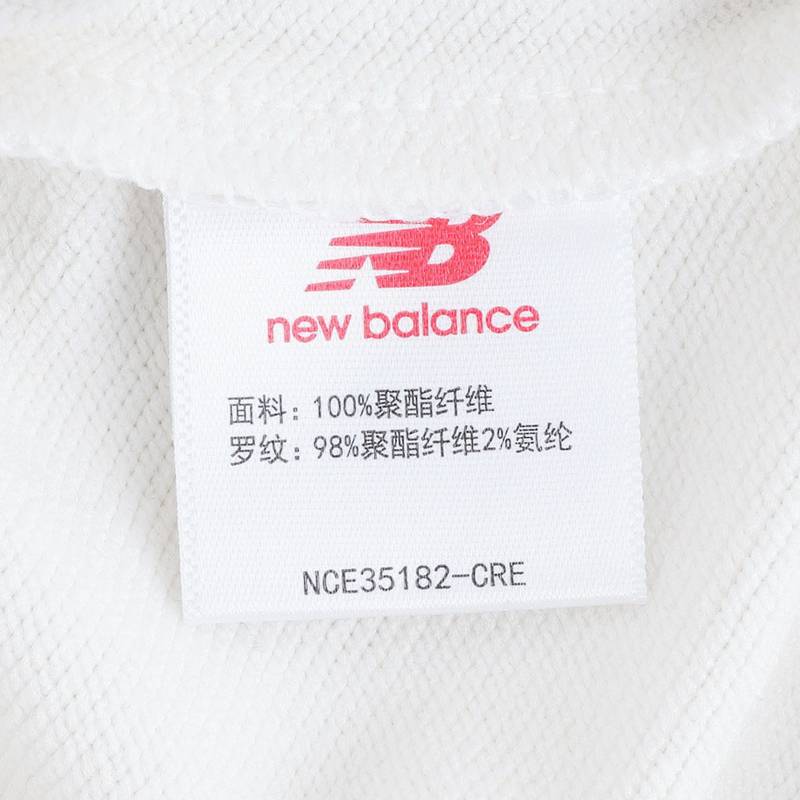 NB
new balance
面料：100%聚酯纤维
罗纹：98%聚酯纤维2%氨纶
NCE35182-CRE